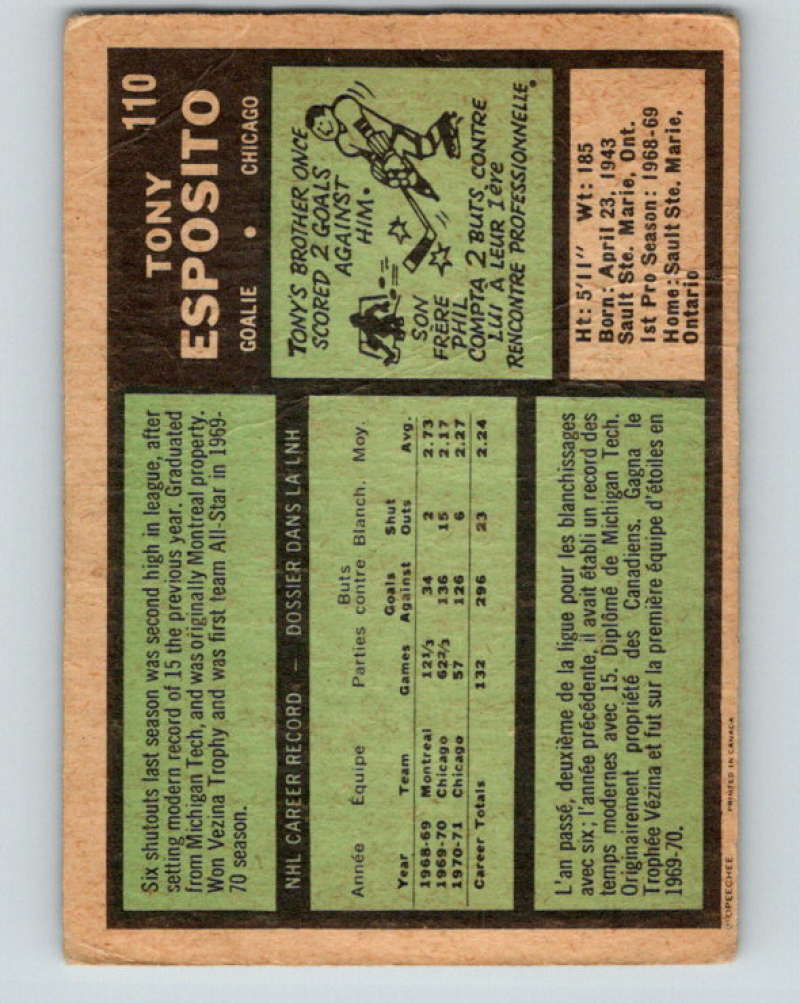 110
TONY
ESPOSITO
GOALIE • CHICAGO
TONY'S BROTHER ONCE
SCORED 2 GOALS
AGAINST
HIM.
SON
FRÈRE
PHIL
COMPTA 2 BUTS CONTRE
LUI A LEUR 1ère
RENCONTRE PROFESSIONNELLE.
Ht: 5'11" Wt: 185
Born: April 23, 1943
Sault Ste. Marie, Ont.
1st Pro Season: 1968-69
Home: Sault Ste. Marie,
Ontario
Six shutouts last season was second high in league, after
setting modern record of 15 the previous year. Graduated
from Michigan Tech, and was originally Montreal property.
Won Vezina Trophy and was first team All-Star in 1969-
70 season.
NHL CAREER RECORD — DOSSIER DANS LA LNH
Buts
Année Équipe Parties contre Blanch. Moy.
Goals Shut
Year Team Games Against Outs Avg.
1968-69 Montreal 12⅓ 34 2 2.73
1969-70 Chicago 62⅔ 136 15 2.17
1970-71 Chicago 57 126 6 2.27
Career Totals 132 296 23 2.24
L'an passé, deuxième de la ligue pour les blanchissages
avec six; l'année précédente, il avait établi un record des
temps modernes avec 15. Diplômé de Michigan Tech.
Originairement propriété des Canadiens. Gagna le
Trophée Vézina et fut sur la première équipe d'étoiles en
1969-70.
OPEECHEE PRINTED IN CANADA